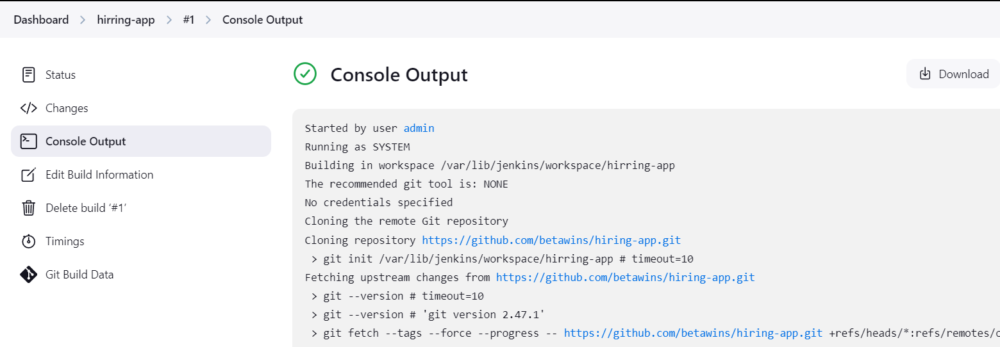 Dashboard > hirring-app > #1 > Console Output
Status
Changes
Console Output
Edit Build Information
Delete build ‘#1’
Timings
Git Build Data
Console Output
Download
Started by user admin
Running as SYSTEM
Building in workspace /var/lib/jenkins/workspace/hirring-app
The recommended git tool is: NONE
No credentials specified
Cloning the remote Git repository
Cloning repository https://github.com/betawins/hiring-app.git
 > git init /var/lib/jenkins/workspace/hirring-app # timeout=10
Fetching upstream changes from https://github.com/betawins/hiring-app.git
 > git --version # timeout=10
 > git --version # 'git version 2.47.1'
 > git fetch --tags --force --progress -- https://github.com/betawins/hiring-app.git +refs/heads/*:refs/remotes/